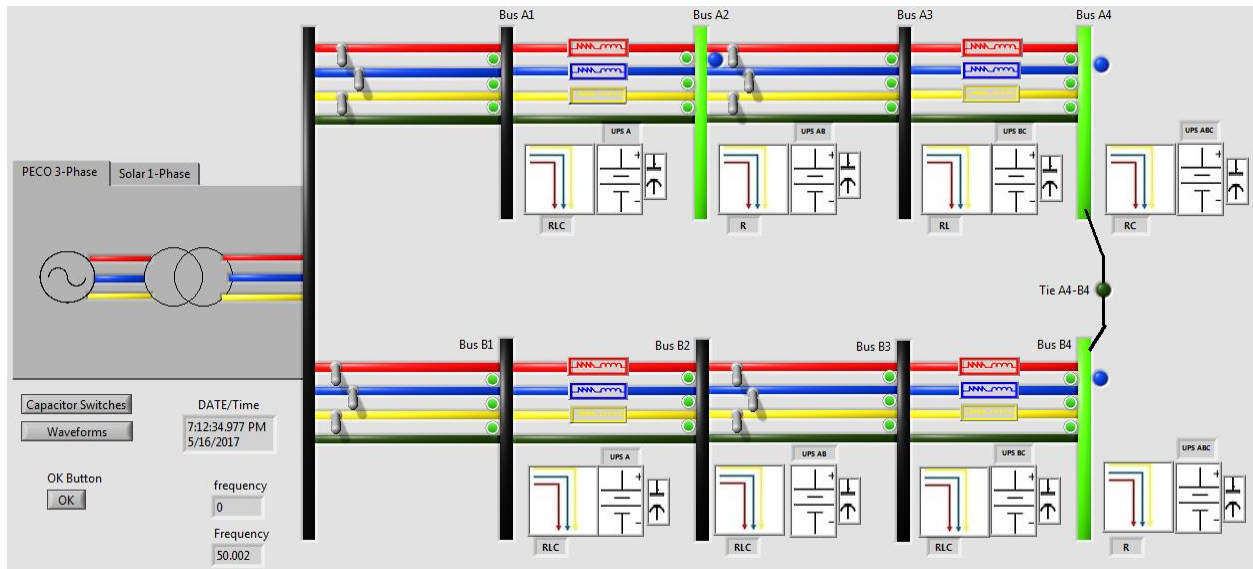 Bus A1
Bus A2
Bus A3
Bus A4
UPS A
UPS AB
UPS BC
UPS ABC
RLC
R
RL
RC
PECO 3-Phase
Solar 1-Phase
Tie A4-B4
Bus B1
Bus B2
Bus B3
Bus B4
Capacitor Switches
Waveforms
DATE/Time
7:12:34.977 PM
5/16/2017
OK Button
OK
frequency
0
Frequency
50.002
UPS A
UPS AB
UPS BC
UPS ABC
RLC
RLC
RLC
R